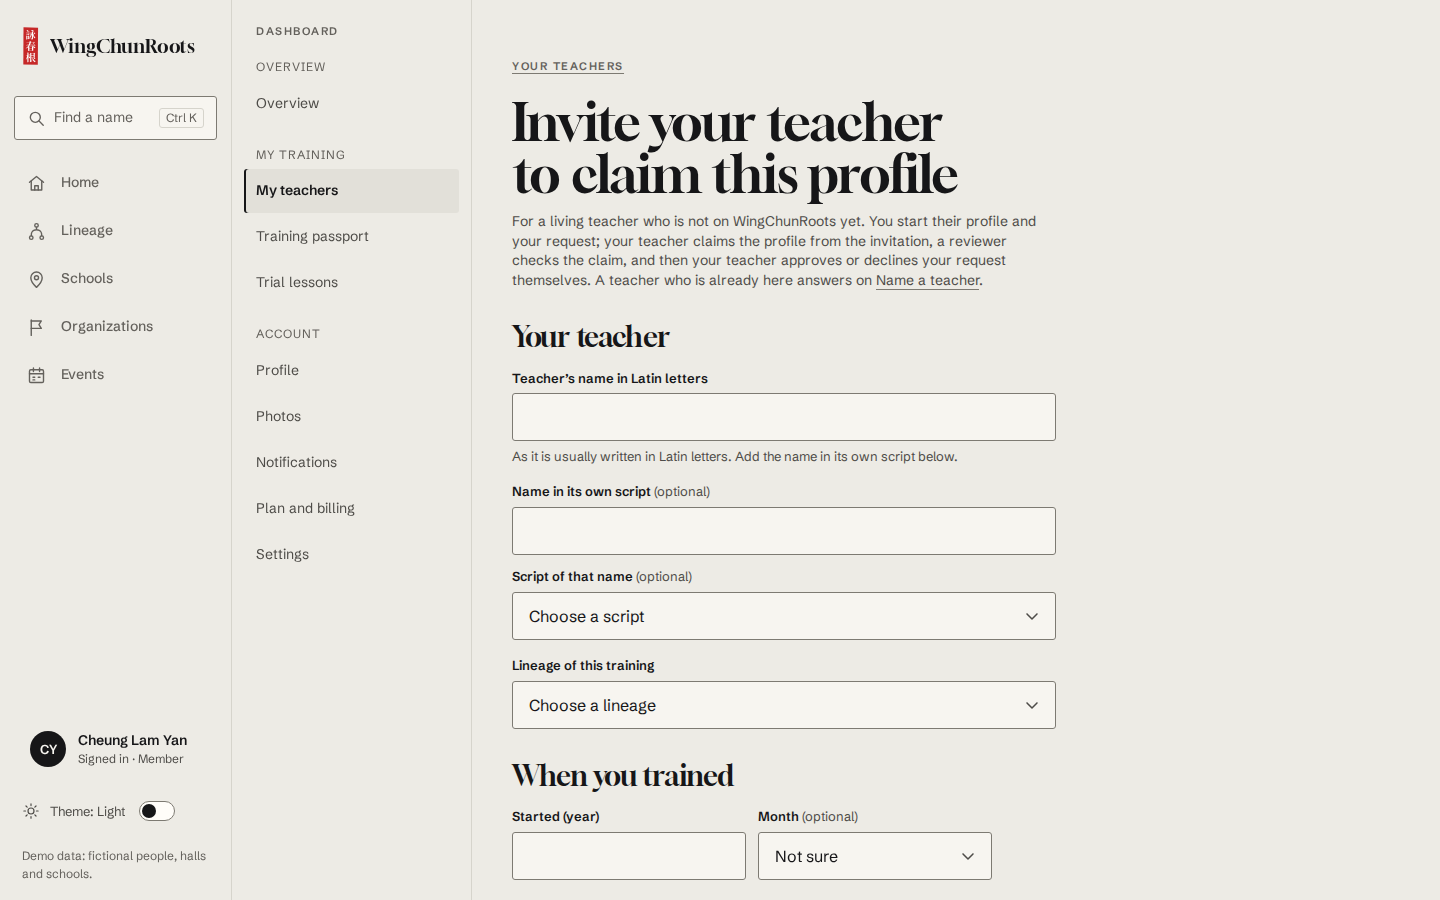 詠春根
WingChunRoots
Find a name
Ctrl K
Home
Lineage
Schools
Organizations
Events
CY
Cheung Lam Yan
Signed in · Member
Theme: Light
Demo data: fictional people, halls
and schools.
DASHBOARD
OVERVIEW
Overview
MY TRAINING
My teachers
Training passport
Trial lessons
ACCOUNT
Profile
Photos
Notifications
Plan and billing
Settings
YOUR TEACHERS
Invite your teacher
to claim this profile
For a living teacher who is not on WingChunRoots yet. You start their profile and
your request; your teacher claims the profile from the invitation, a reviewer
checks the claim, and then your teacher approves or declines your request
themselves. A teacher who is already here answers on Name a teacher.
Your teacher
Teacher’s name in Latin letters
As it is usually written in Latin letters. Add the name in its own script below.
Name in its own script (optional)
Script of that name (optional)
Choose a script
Lineage of this training
Choose a lineage
When you trained
Started (year)
Month (optional)
Not sure